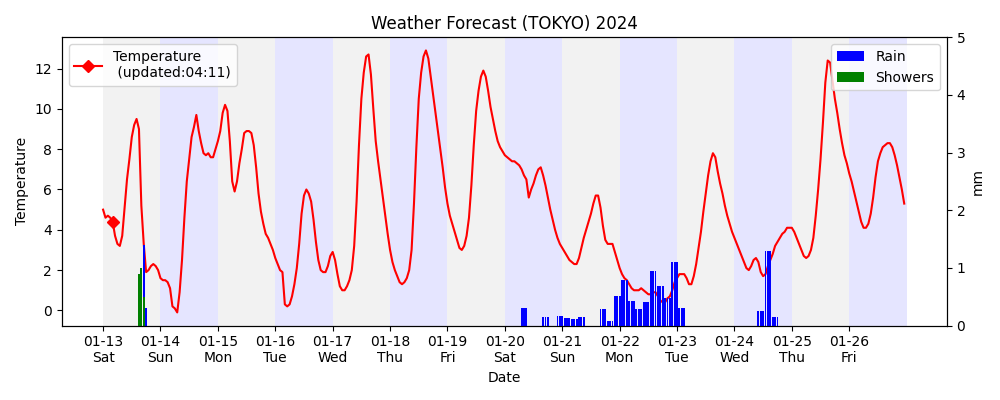 Weather Forecast (TOKYO) 2024
Temperature
(updated:04:11)
Rain
Showers
Temperature
12
10
8
6
4
2
0
5
4
3
2
1
0
mm
01-13 01-14 01-15 01-16 01-17 01-18 01-19 01-20 01-21 01-22 01-23 01-24 01-25 01-26
Sat Sun Mon Tue Wed Thu Fri Sat Sun Mon Tue Wed Thu Fri
Date